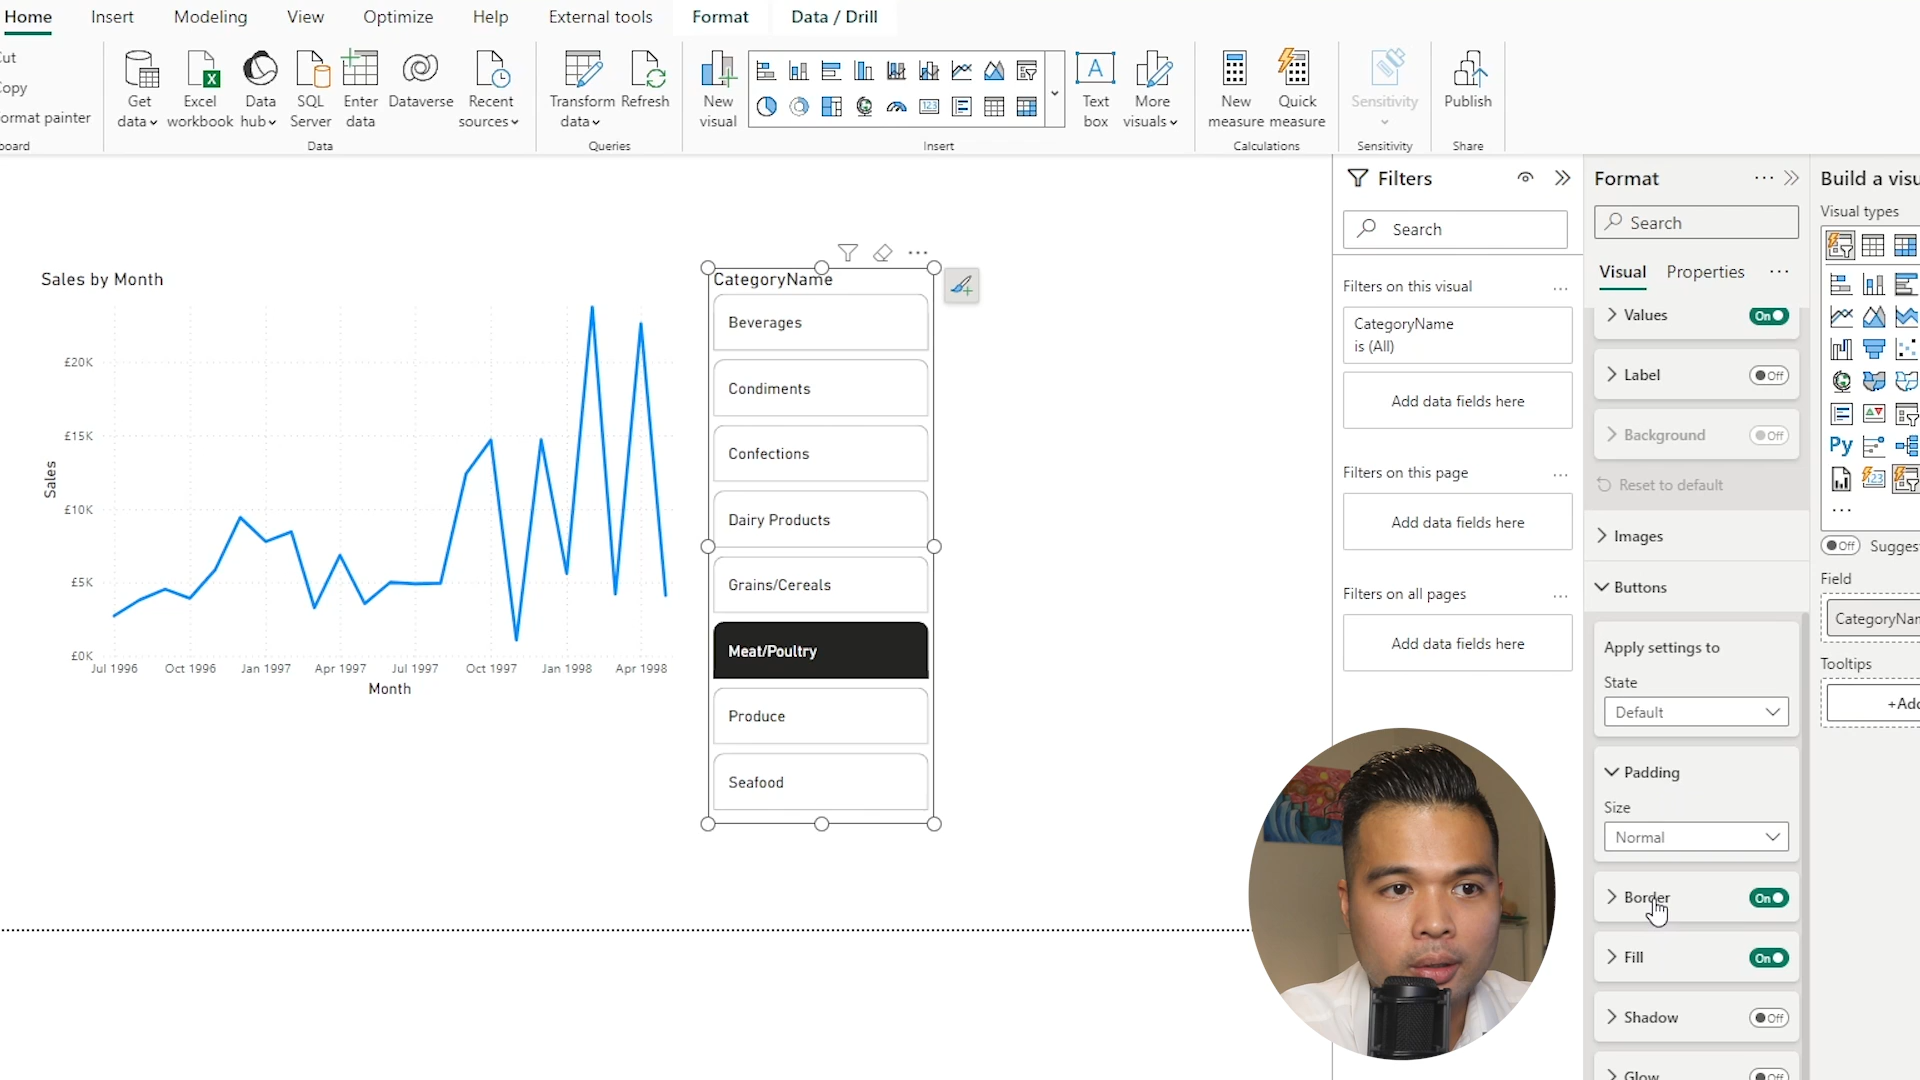 Home Insert Modeling View Optimize Help External tools Format Data / Drill
ut
opy
ormat painter
Get data
Excel workbook
Data hub
SQL Server
Enter data
Dataverse
Recent sources
Transform data
Refresh
New visual
Text box
More visuals
New measure
Quick measure
Sensitivity
Publish
board
Data
Queries
Insert
Calculations
Sensitivity
Share
Sales by Month
£20K
£15K
£10K
£5K
£0K
Sales
Jul 1996 Oct 1996 Jan 1997 Apr 1997 Jul 1997 Oct 1997 Jan 1998 Apr 1998
Month
CategoryName
Beverages
Condiments
Confections
Dairy Products
Grains/Cereals
Meat/Poultry
Produce
Seafood
Filters
Search
Filters on this visual
CategoryName
is (All)
Add data fields here
Filters on this page
Add data fields here
Filters on all pages
Add data fields here
Format
Search
Visual Properties
Values On
Label Off
Background Off
Reset to default
Images
Buttons
Apply settings to
State
Default
Padding
Size
Normal
Border On
Fill On
Shadow Off
Glow Off
Build a visu
Visual types
Py
123
Off Sugges
Field
CategoryNam
Tooltips
+Add